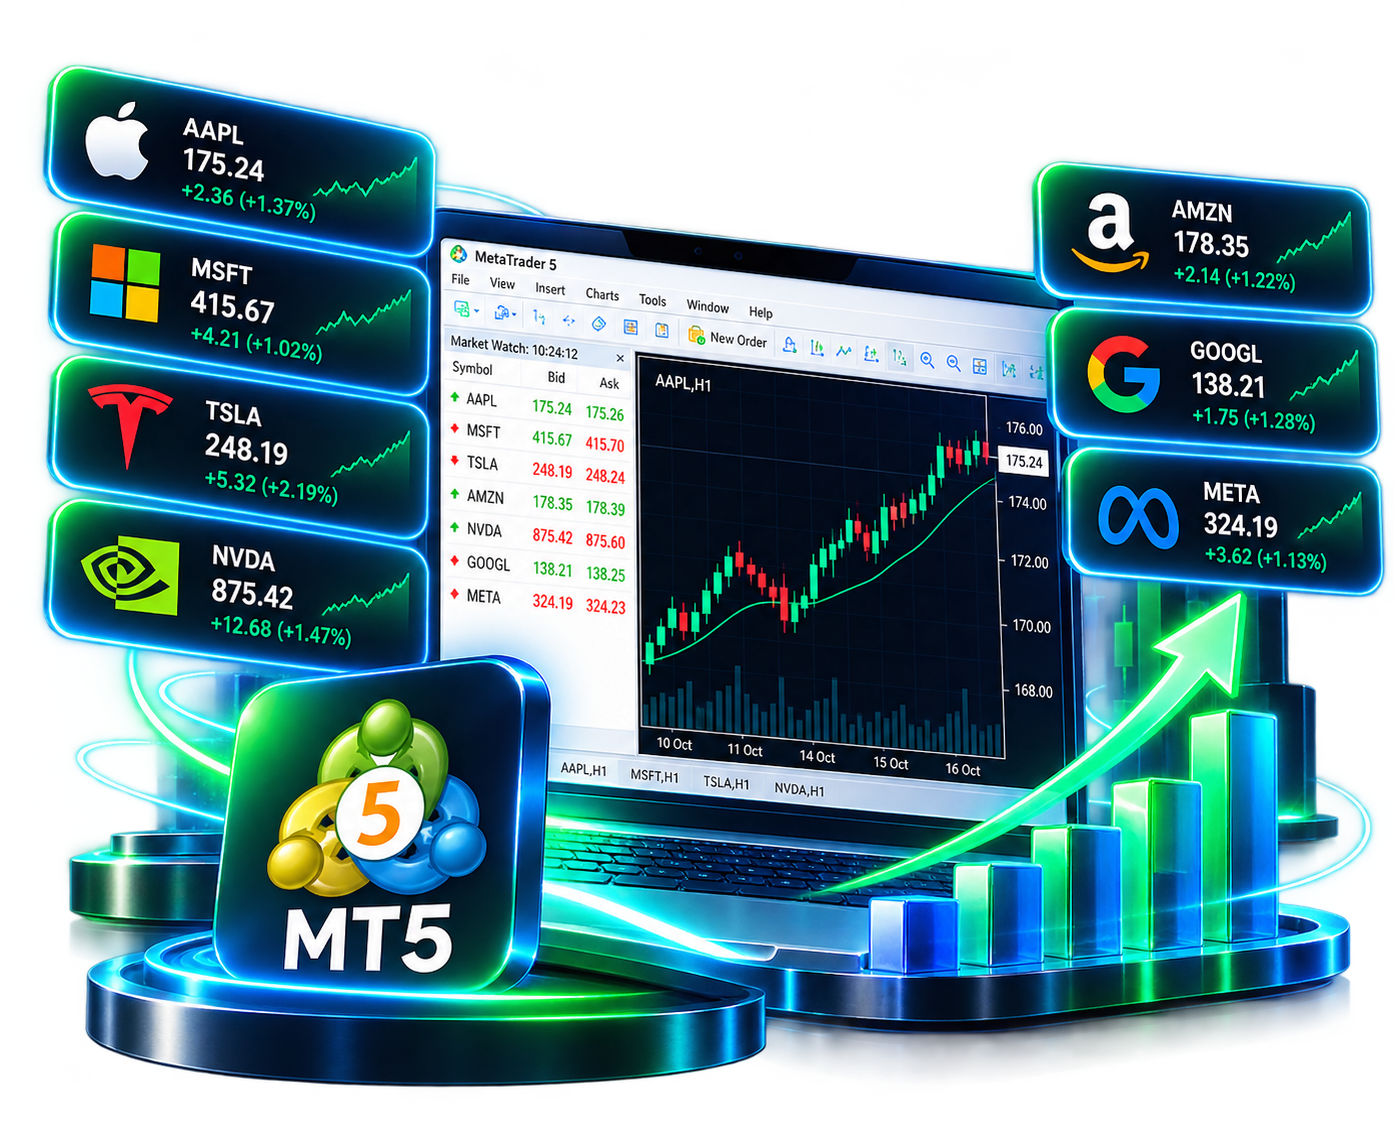 AAPL
175.24
+2.36 (+1.37%)
MSFT
415.67
+4.21 (+1.02%)
TSLA
248.19
+5.32 (+2.19%)
NVDA
875.42
+12.68 (+1.47%)
MetaTrader 5
File View Insert Charts Tools Window Help
New Order
Market Watch: 10:24:12 ×
Symbol Bid Ask
AAPL 175.24 175.26
MSFT 415.67 415.70
TSLA 248.19 248.24
AMZN 178.35 178.39
NVDA 875.42 875.60
GOOGL 138.21 138.25
META 324.19 324.23
AAPL,H1
176.00
175.24
174.00
172.00
170.00
168.00
10 Oct 11 Oct 14 Oct 15 Oct 16 Oct
AAPL,H1 MSFT,H1 TSLA,H1 NVDA,H1
a
AMZN
178.35
+2.14 (+1.22%)
G
GOOGL
138.21
+1.75 (+1.28%)
META
324.19
+3.62 (+1.13%)
5
MT5